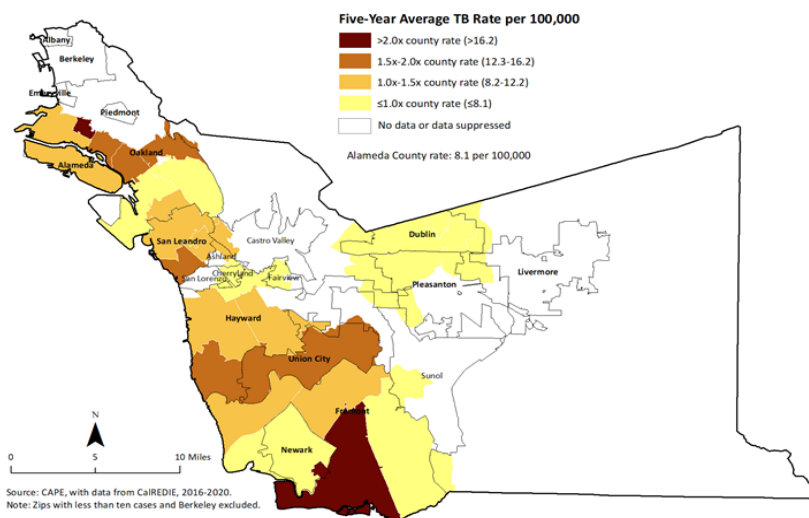 Five-Year Average TB Rate per 100,000
>2.0x county rate (>16.2)
1.5x-2.0x county rate (12.3-16.2)
1.0x-1.5x county rate (8.2-12.2)
≤1.0x county rate (≤8.1)
No data or data suppressed
Alameda County rate: 8.1 per 100,000
Albany
Berkeley
Emeryville
Piedmont
Oakland
Alameda
San Leandro
Castro Valley
Ashland
San Lorenzo
Cherryland
Fairview
Dublin
Livermore
Pleasanton
Hayward
Union City
Sunol
Fremont
Newark
N
0 5 10 Miles
Source: CAPE, with data from CalREDIE, 2016-2020.
Note: Zips with less than ten cases and Berkeley excluded.